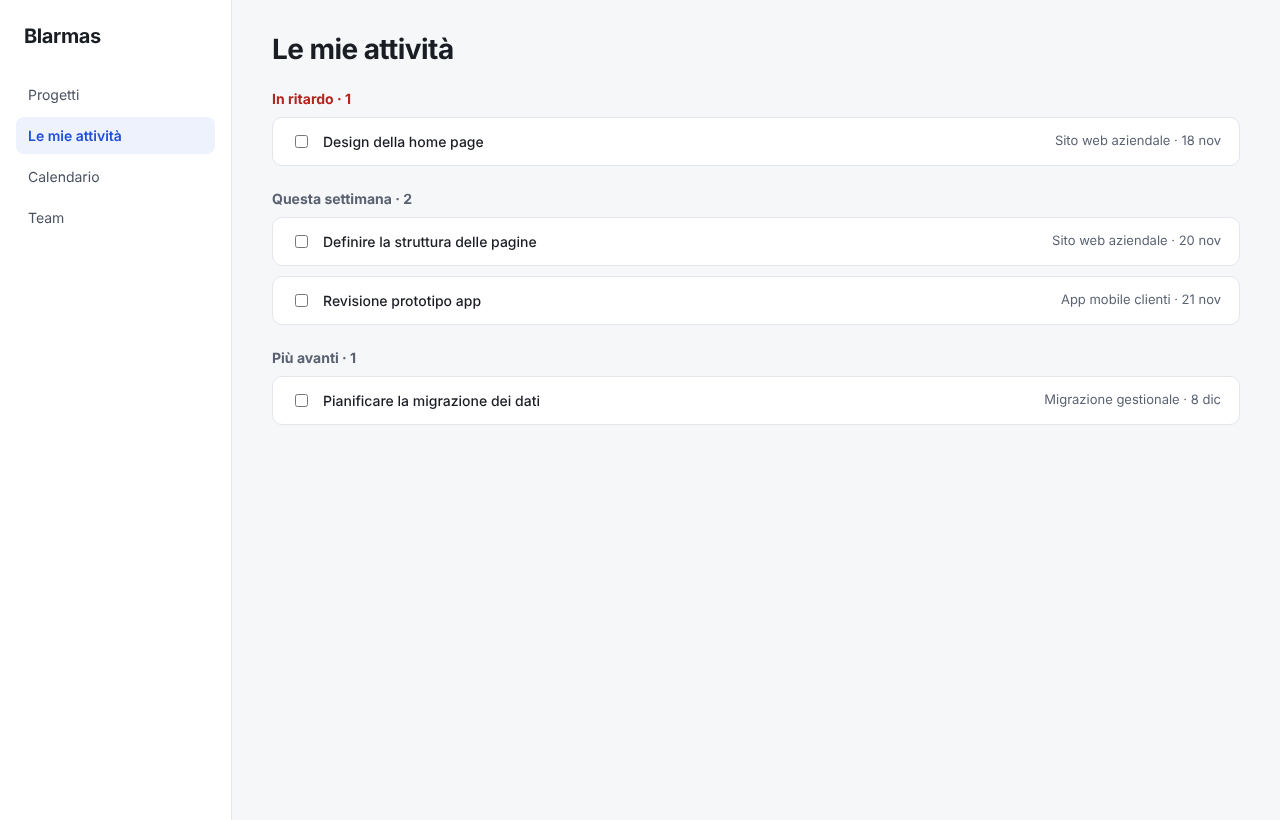 Blarmas
Progetti
Le mie attività
Calendario
Team
Le mie attività
In ritardo · 1
Design della home page
Sito web aziendale · 18 nov
Questa settimana · 2
Definire la struttura delle pagine
Sito web aziendale · 20 nov
Revisione prototipo app
App mobile clienti · 21 nov
Più avanti · 1
Pianificare la migrazione dei dati
Migrazione gestionale · 8 dic